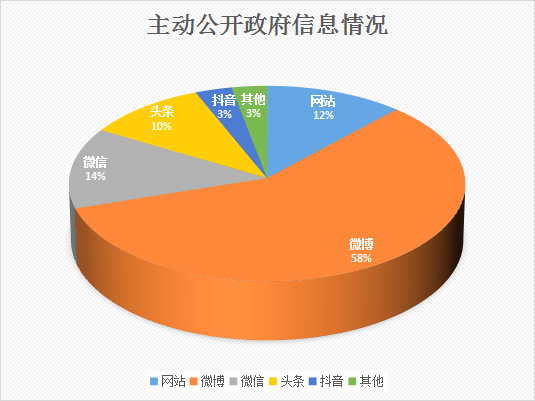 主动公开政府信息情况
网站
12%
微博
58%
微信
14%
头条
10%
抖音
3%
其他
3%
网站 微博 微信 头条 抖音 其他